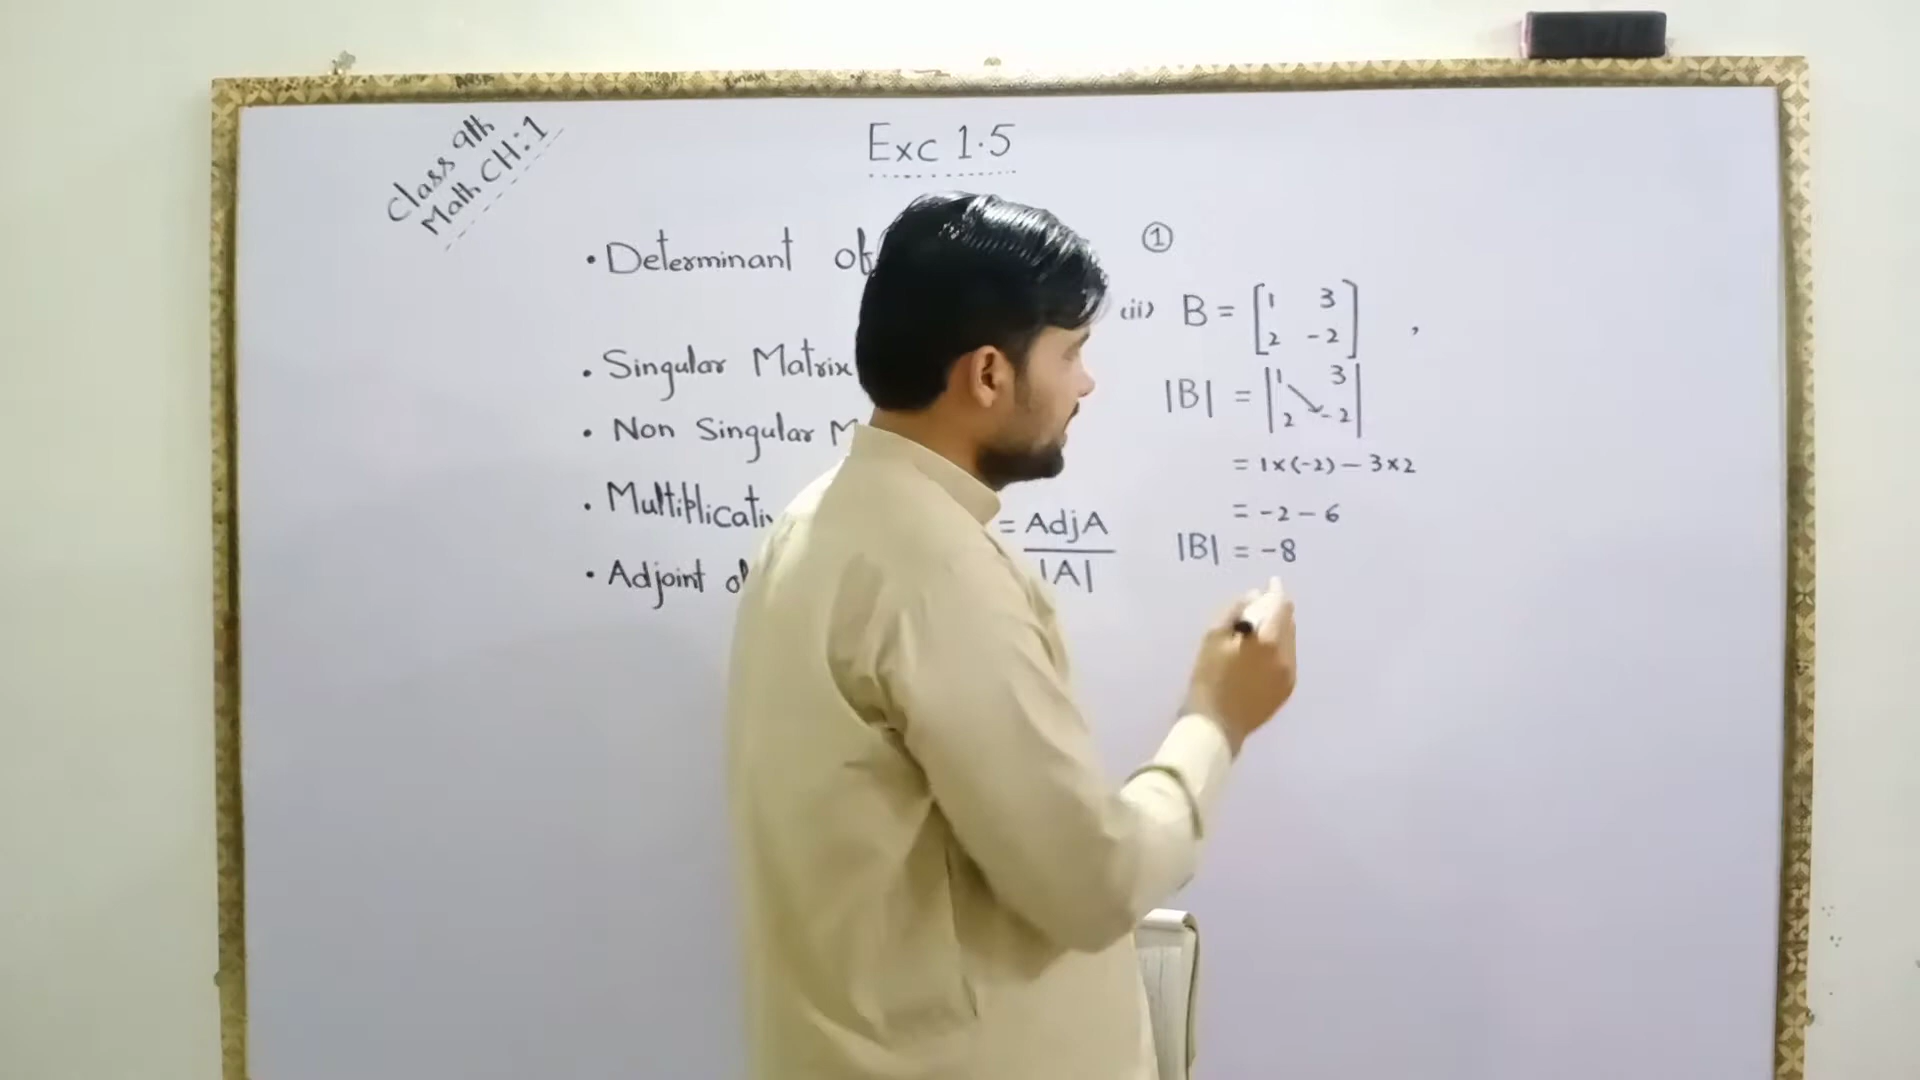 Class 9th
Math CH:1
Exc 1.5
• Determinant of
• Singular Matrix
• Non Singular M
• Multiplicativ
= AdjA
|A|
• Adjoint of
①
(ii) B = [1 3
2 -2] ,
|B| = |1 3
2 -2|
= 1×(-2) - 3×2
= -2 - 6
|B| = -8